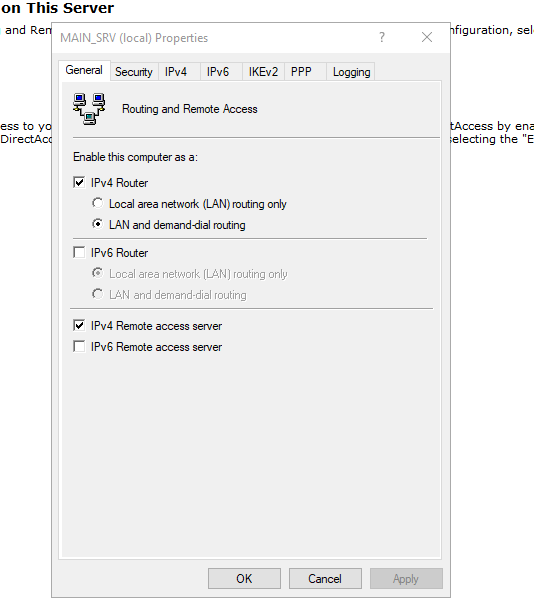 on This Server
and Rem
nfiguration, sel
MAIN_SRV (local) Properties
?
General Security IPv4 IPv6 IKEv2 PPP Logging
Routing and Remote Access
ess to yo
tAccess by ena
DirectAcc
selecting the "E
Enable this computer as a:
IPv4 Router
Local area network (LAN) routing only
LAN and demand-dial routing
IPv6 Router
Local area network (LAN) routing only
LAN and demand-dial routing
IPv4 Remote access server
IPv6 Remote access server
OK Cancel Apply